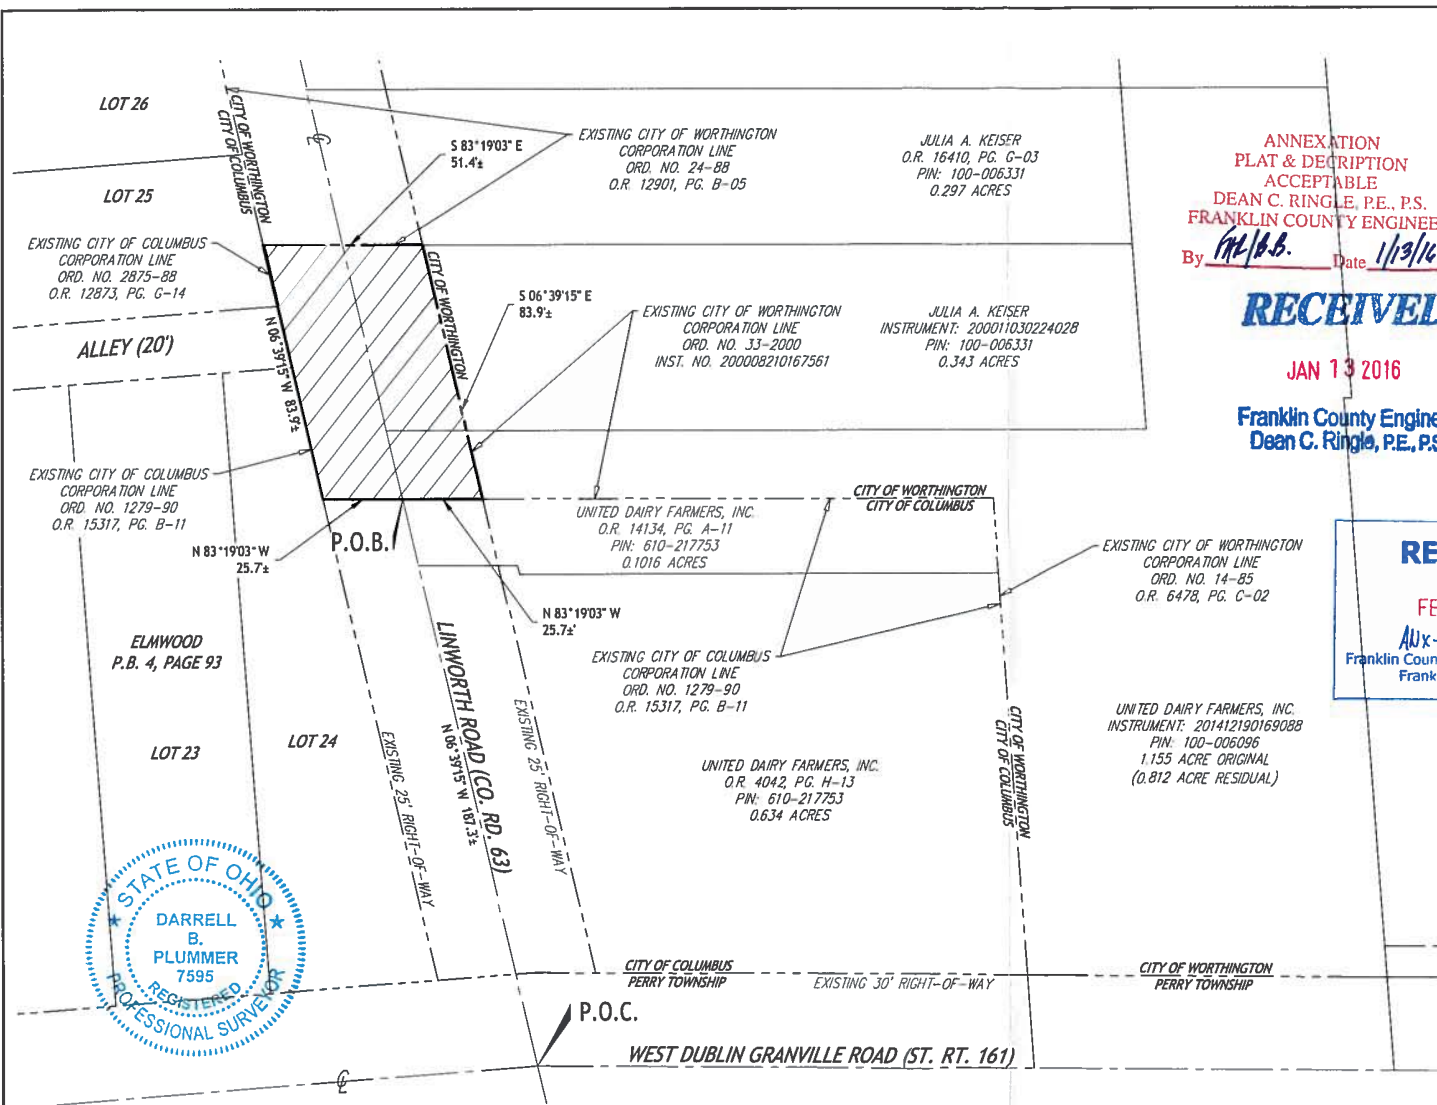 LOT 26
CITY OF WORTHINGTON
CITY OF COLUMBUS
S 83°19'03" E
51.4'±
EXISTING CITY OF WORTHINGTON
CORPORATION LINE
ORD. NO. 24-88
O.R. 12901, PG. B-05
JULIA A. KEISER
O.R. 16410, PG. G-03
PIN: 100-006331
0.297 ACRES
ANNEXATION
PLAT & DECRIPTION
ACCEPTABLE
DEAN C. RINGLE, P.E., P.S.
FRANKLIN COUNTY ENGINEE
By Date 1/13/16
RECEIVE
JAN 13 2016
Franklin County Engine
Dean C. Ringle, P.E., P.S
LOT 25
EXISTING CITY OF COLUMBUS
CORPORATION LINE
ORD. NO. 2875-88
O.R. 12873, PG. G-14
ALLEY (20')
N 06°39'15" W 83.9'±
CITY OF WORTHINGTON
S 06°39'15" E
83.9'±
EXISTING CITY OF WORTHINGTON
CORPORATION LINE
ORD. NO. 33-2000
INST. NO. 200008210167561
JULIA A. KEISER
INSTRUMENT: 200011030224028
PIN: 100-006331
0.343 ACRES
EXISTING CITY OF COLUMBUS
CORPORATION LINE
ORD. NO. 1279-90
O.R. 15317, PG. B-11
N 83°19'03" W
25.7'±
P.O.B.
UNITED DAIRY FARMERS, INC.
O.R. 14134, PG. A-11
PIN: 610-217753
0.1016 ACRES
CITY OF WORTHINGTON
CITY OF COLUMBUS
EXISTING CITY OF WORTHINGTON
CORPORATION LINE
ORD. NO. 14-85
O.R. 6478, PG. C-02
RE
FE
Franklin Coun
Frank
N 83°19'03" W
25.7±'
ELMWOOD
P.B. 4, PAGE 93
EXISTING CITY OF COLUMBUS
CORPORATION LINE
ORD. NO. 1279-90
O.R. 15317, PG. B-11
LOT 23
LOT 24
EXISTING 25' RIGHT-OF-WAY
LINWORTH ROAD (CO. RD. 63)
N 06°39'15" W 187.3'±
EXISTING 25' RIGHT-OF-WAY
UNITED DAIRY FARMERS, INC.
O.R. 4042, PG. H-13
PIN: 610-217753
0.634 ACRES
CITY OF WORTHINGTON
CITY OF COLUMBUS
UNITED DAIRY FARMERS, INC.
INSTRUMENT: 201412190169088
PIN: 100-006096
1.155 ACRE ORIGINAL
(0.812 ACRE RESIDUAL)
STATE OF OHIO
DARRELL
B.
PLUMMER
7595
REGISTERED
PROFESSIONAL SURVEYOR
CITY OF COLUMBUS
PERRY TOWNSHIP
EXISTING 30' RIGHT-OF-WAY
CITY OF WORTHINGTON
PERRY TOWNSHIP
P.O.C.
WEST DUBLIN GRANVILLE ROAD (ST. RT. 161)